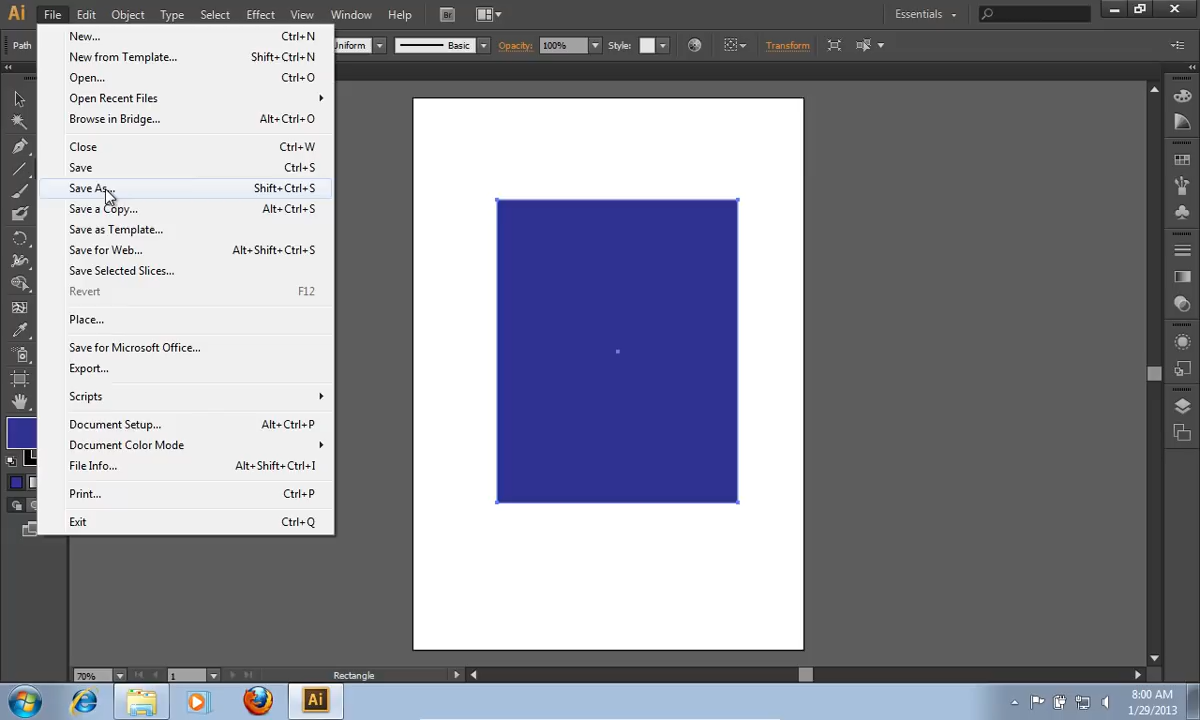 Ai File Edit Object Type Select Effect View Window Help Br Essentials
Path Uniform Basic Opacity: 100% Style: Transform
New... Ctrl+N
New from Template... Shift+Ctrl+N
Open... Ctrl+O
Open Recent Files
Browse in Bridge... Alt+Ctrl+O
Close Ctrl+W
Save Ctrl+S
Save As... Shift+Ctrl+S
Save a Copy... Alt+Ctrl+S
Save as Template...
Save for Web... Alt+Shift+Ctrl+S
Save Selected Slices...
Revert F12
Place...
Save for Microsoft Office...
Export...
Scripts
Document Setup... Alt+Ctrl+P
Document Color Mode
File Info... Alt+Shift+Ctrl+I
Print... Ctrl+P
Exit Ctrl+Q
70% 1 Rectangle
Ai 8:00 AM
1/29/2013